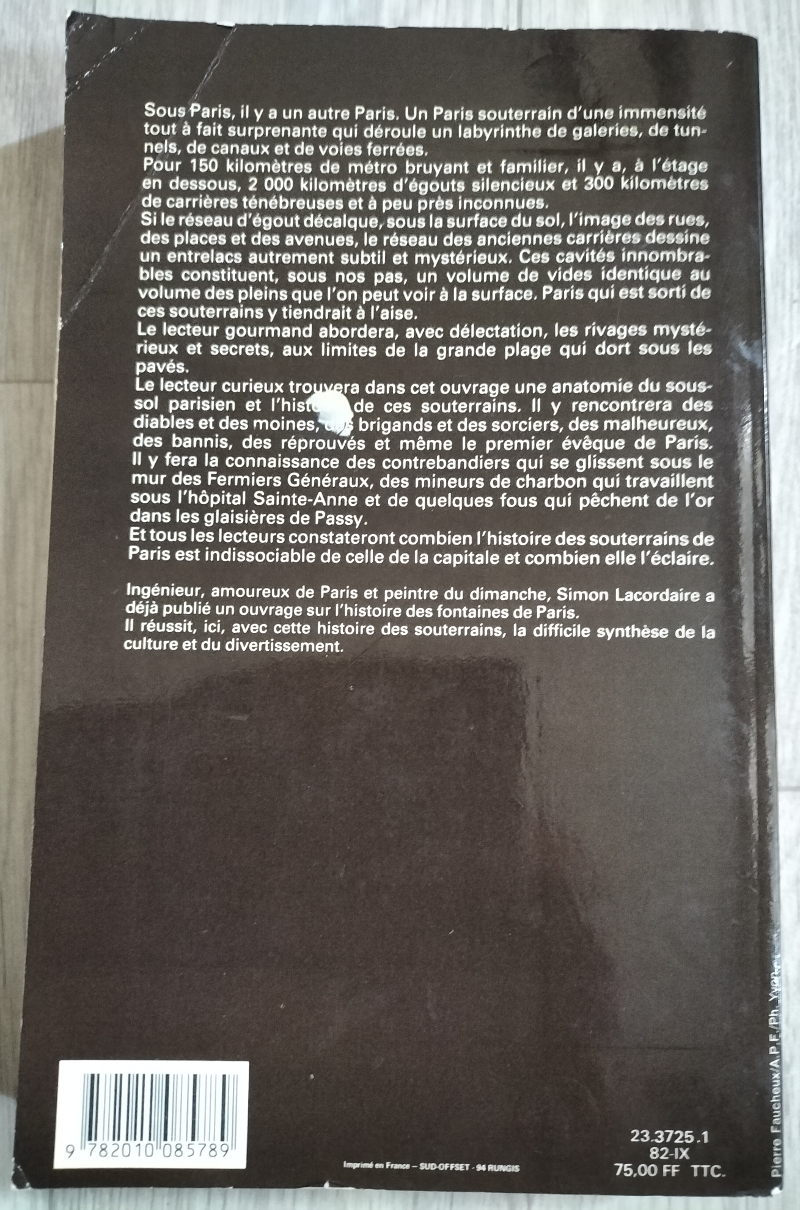 Sous Paris, il y a un autre Paris. Un Paris souterrain d'une immensité
tout à fait surprenante qui déroule un labyrinthe de galeries, de tun-
nels, de canaux et de voies ferrées.
Pour 150 kilomètres de métro bruyant et familier, il y a, à l'étage
en dessous, 2 000 kilomètres d'égouts silencieux et 300 kilomètres
de carrières ténébreuses et à peu près inconnues.
Si le réseau d'égout décalque, sous la surface du sol, l'image des rues,
des places et des avenues, le réseau des anciennes carrières dessine
un entrelacs autrement subtil et mystérieux. Ces cavités innombra-
bles constituent, sous nos pas, un volume de vides identique au
volume des pleins que l'on peut voir à la surface. Paris qui est sorti de
ces souterrains y tiendrait à l'aise.
Le lecteur gourmand abordera, avec délectation, les rivages mysté-
rieux et secrets, aux limites de la grande plage qui dort sous les
pavés.
Le lecteur curieux trouvera dans cet ouvrage une anatomie du sous-
sol parisien et de ces souterrains. Il y rencontrera des
diables et des moines, brigands et des sorciers, des malheureux,
des bannis, des réprouvés et même le premier évêque de Paris.
Il y fera la connaissance des contrebandiers qui se glissent sous le
mur des Fermiers Généraux, des mineurs de charbon qui travaillent
sous l'hôpital Sainte-Anne et de quelques fous qui pêchent de l'or
dans les glaisières de Passy.
Et tous les lecteurs constateront combien l'histoire des souterrains de
Paris est indissociable de celle de la capitale et combien elle l'éclaire.
Ingénieur, amoureux de Paris et peintre du dimanche, Simon Lacordaire a
déjà publié un ouvrage sur l'histoire des fontaines de Paris.
Il réussit, ici, avec cette histoire des souterrains, la difficile synthèse de la
culture et du divertissement.
9 782010 085789
Imprimé en France – SUD-OFFSET - 94 RUNGIS
23.3725.1
82-IX
75,00 FF TTC.
Pierre Faucheux/A.P.F./Ph.